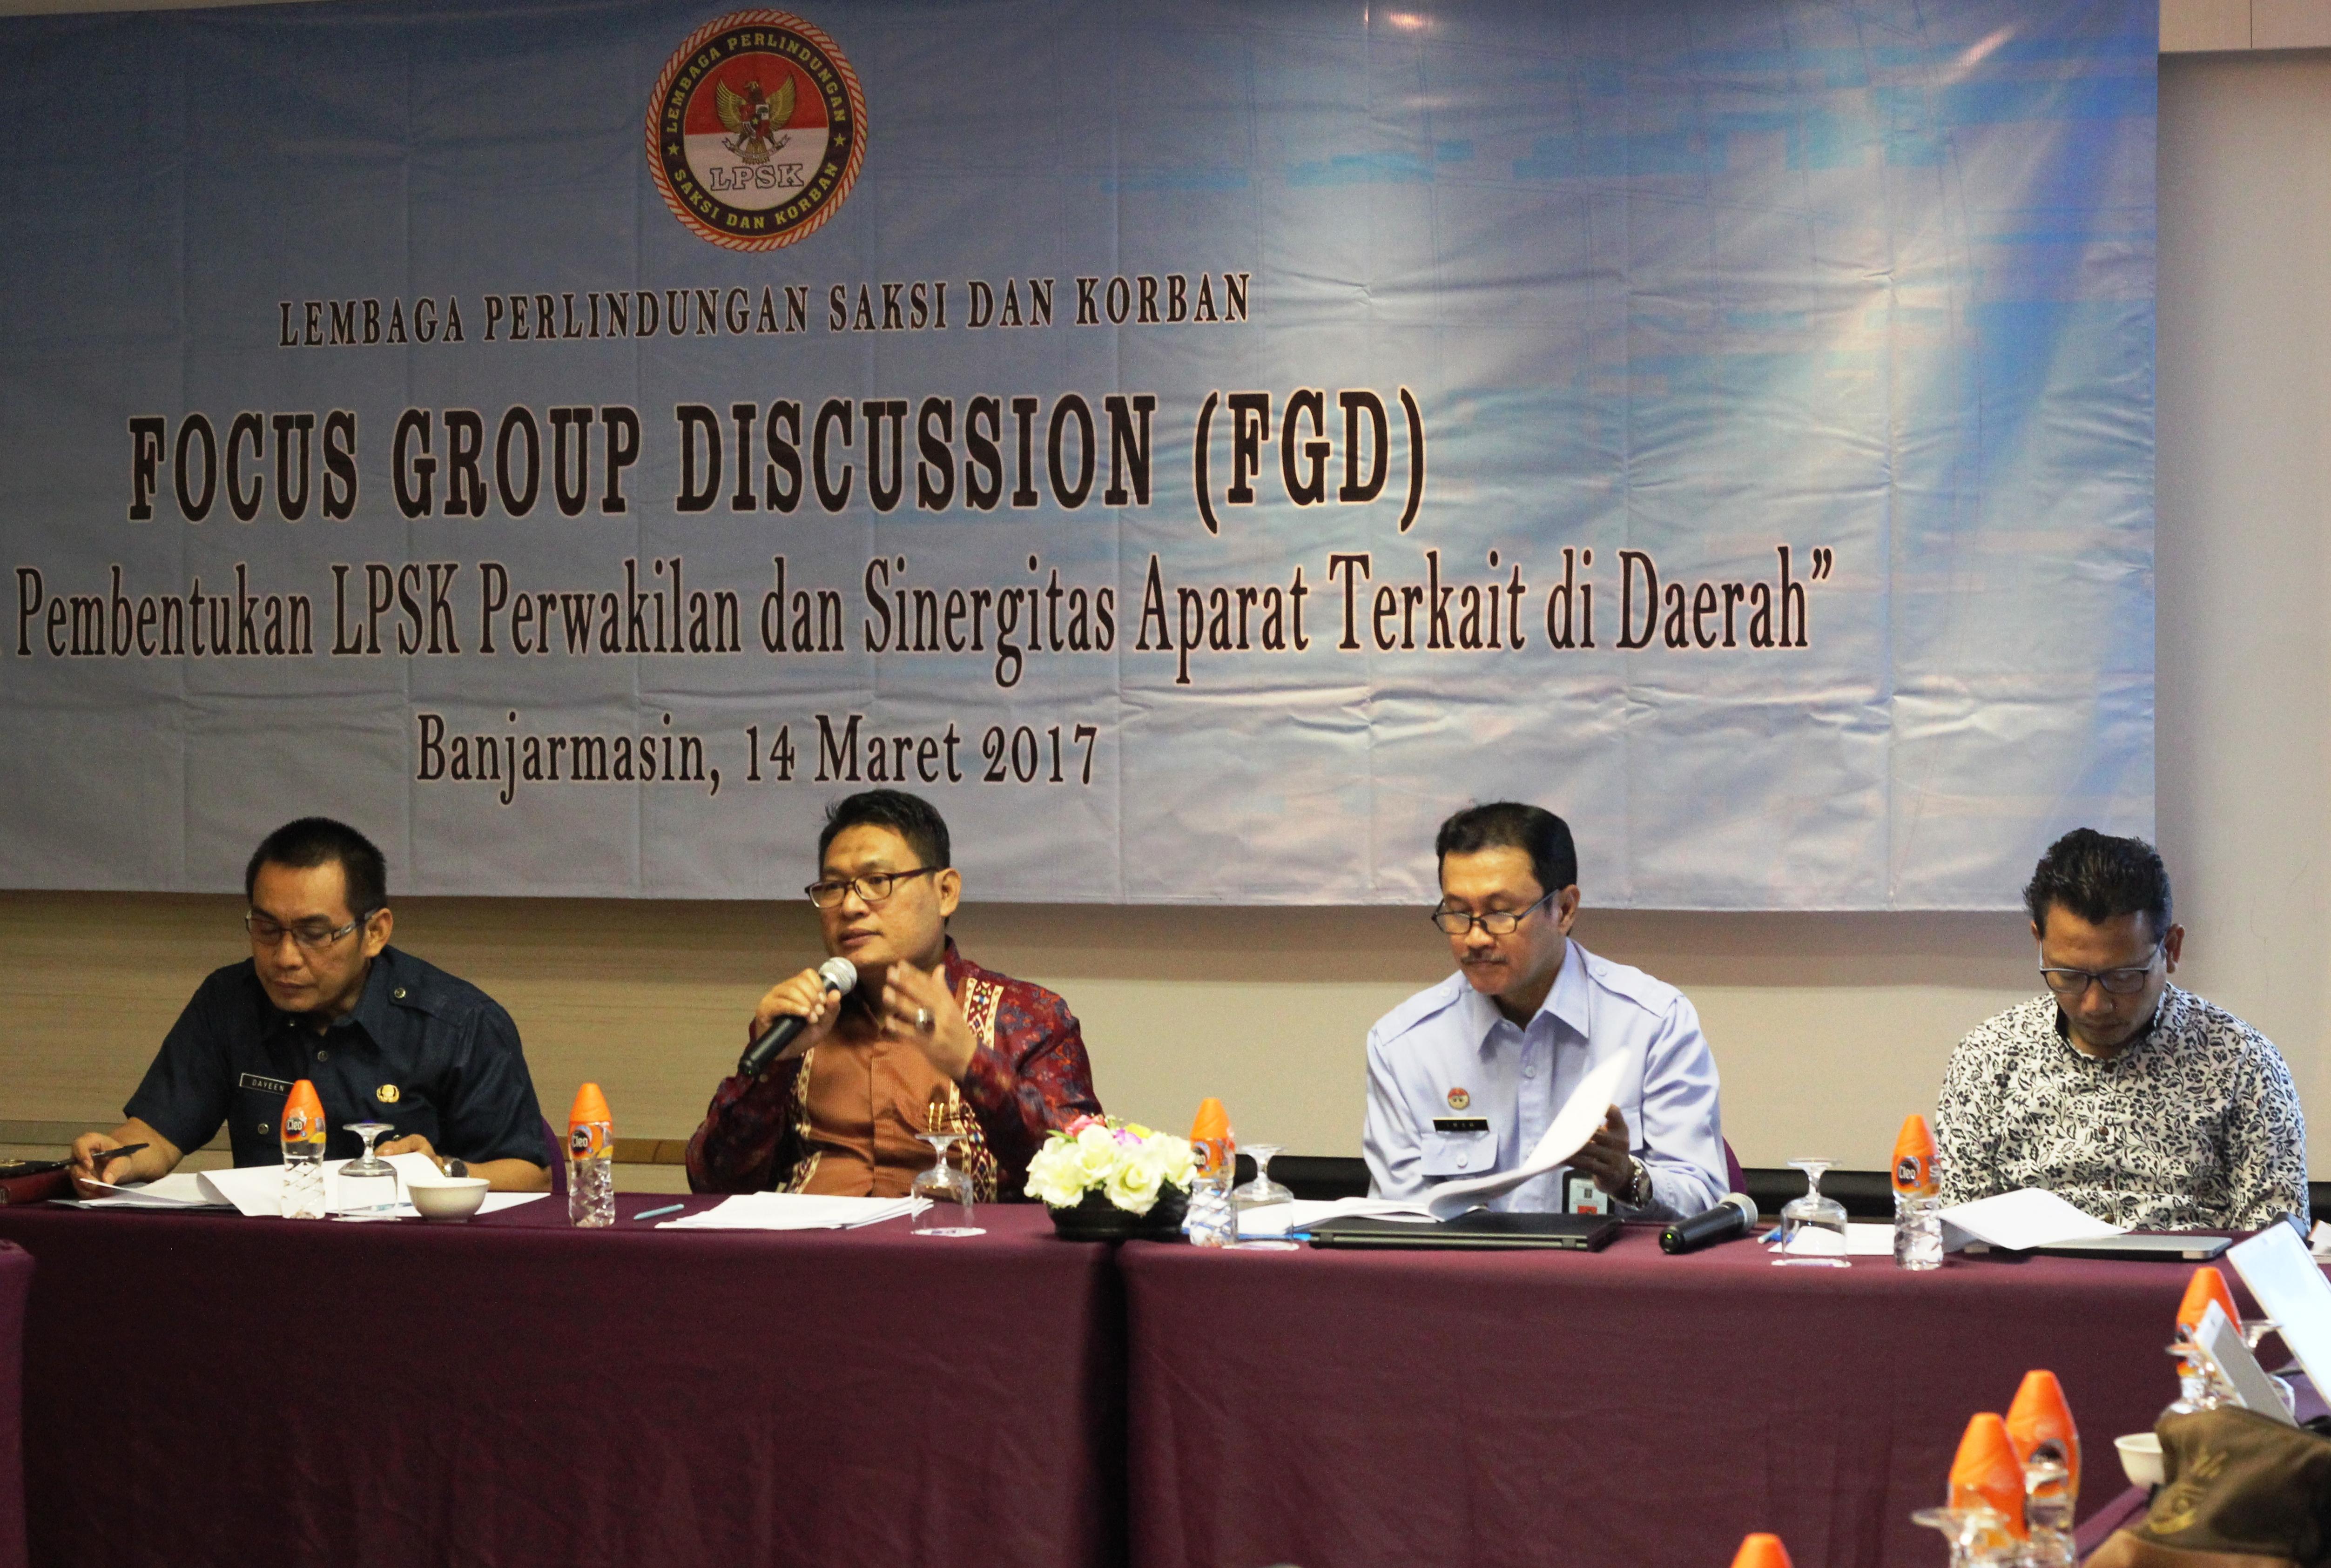 LEMBAGA PERLINDUNGAN
LPSK
SAKSI DAN KORBAN
LEMBAGA PERLINDUNGAN SAKSI DAN KORBAN
FOCUS GROUP DISCUSSION (FGD)
Pembentukan LPSK Perwakilan dan Sinergitas Aparat Terkait di Daerah”
Banjarmasin, 14 Maret 2017
DAYEEN
Cleo
Cleo
Cleo
Cleo